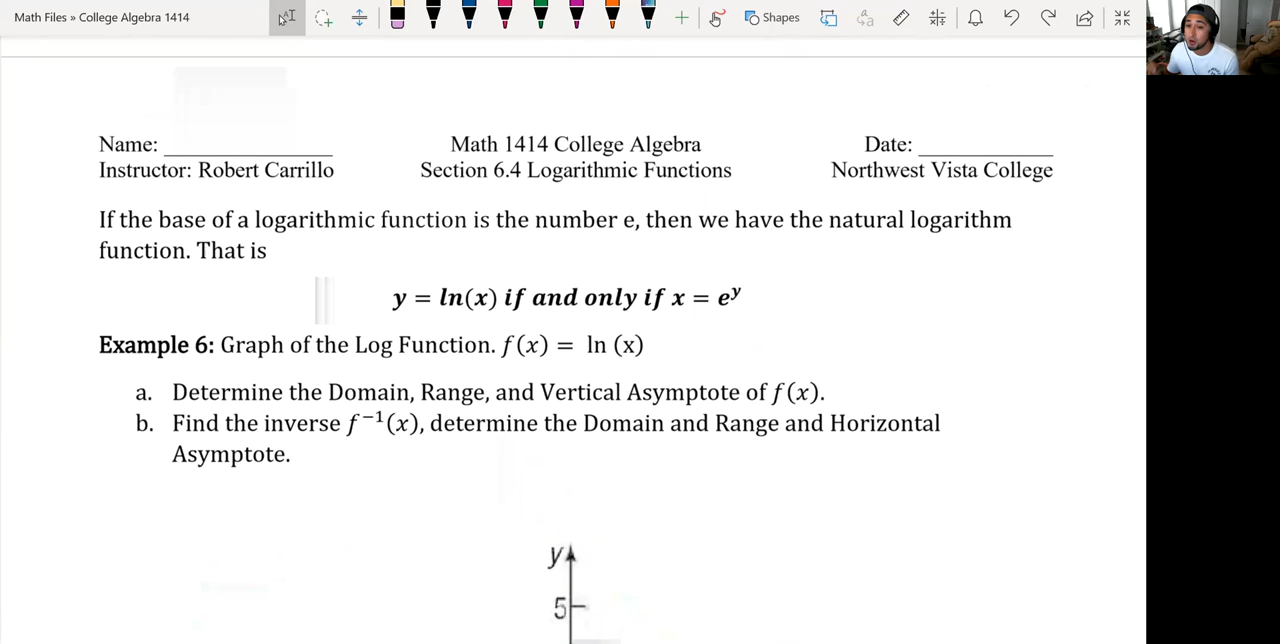 Math Files » College Algebra 1414
Shapes
Name: ____________ Math 1414 College Algebra Date: ____________
Instructor: Robert Carrillo Section 6.4 Logarithmic Functions Northwest Vista College
If the base of a logarithmic function is the number e, then we have the natural logarithm
function. That is
y = ln(x) if and only if x = e^y
Example 6: Graph of the Log Function. f(x) = ln (x)
a. Determine the Domain, Range, and Vertical Asymptote of f(x).
b. Find the inverse f⁻¹(x), determine the Domain and Range and Horizontal
Asymptote.
y
5